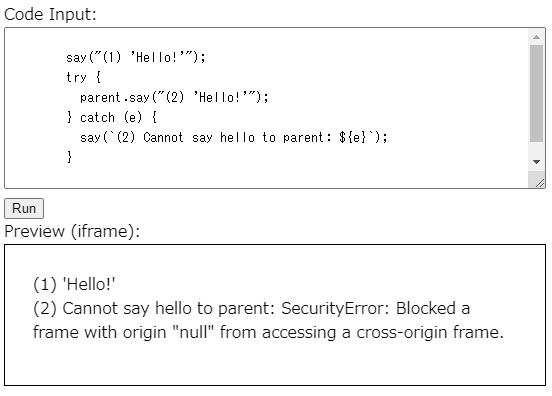 Code Input:
say("(1) 'Hello!'");
try {
parent.say("(2) 'Hello!'");
} catch (e) {
say(`(2) Cannot say hello to parent: ${e}`);
}
Run
Preview (iframe):
(1) 'Hello!'
(2) Cannot say hello to parent: SecurityError: Blocked a
frame with origin "null" from accessing a cross-origin frame.